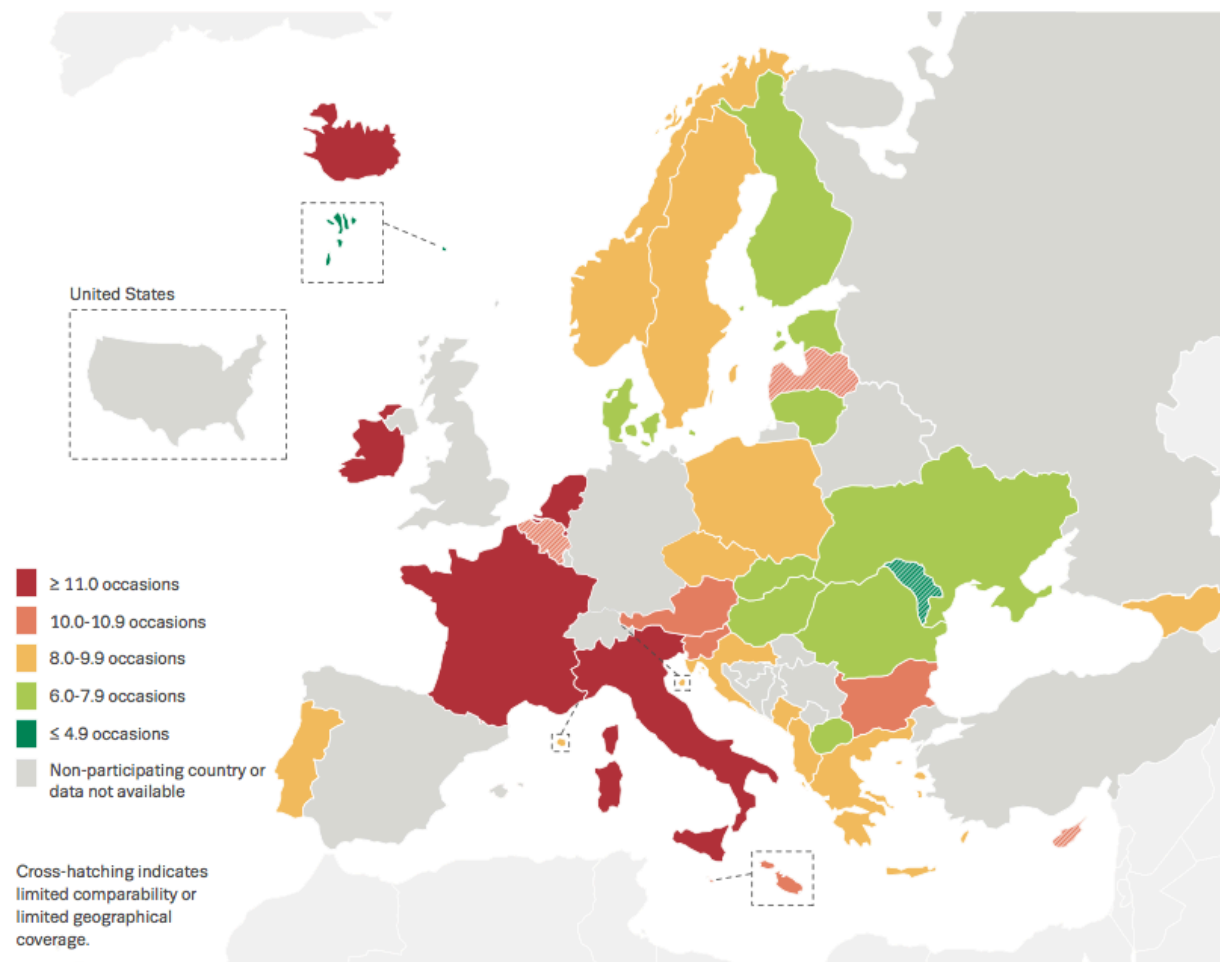 United States
≥ 11.0 occasions
10.0-10.9 occasions
8.0-9.9 occasions
6.0-7.9 occasions
≤ 4.9 occasions
Non-participating country or
data not available
Cross-hatching indicates
limited comparability or
limited geographical
coverage.